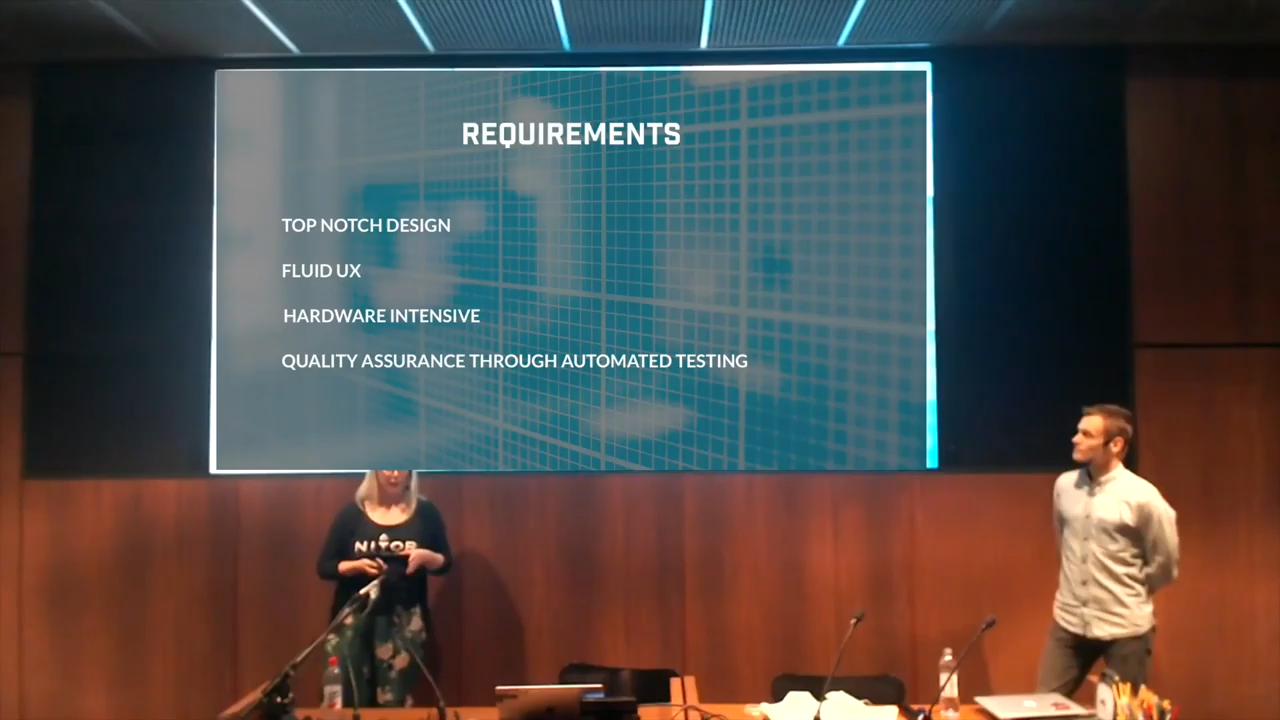 REQUIREMENTS
TOP NOTCH DESIGN
FLUID UX
HARDWARE INTENSIVE
QUALITY ASSURANCE THROUGH AUTOMATED TESTING
NITOR